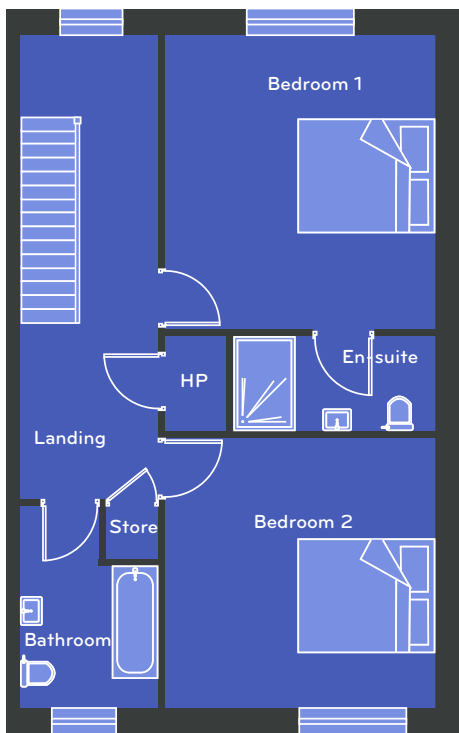 Bedroom 1
En-suite
HP
Landing
Store
Bedroom 2
Bathroom